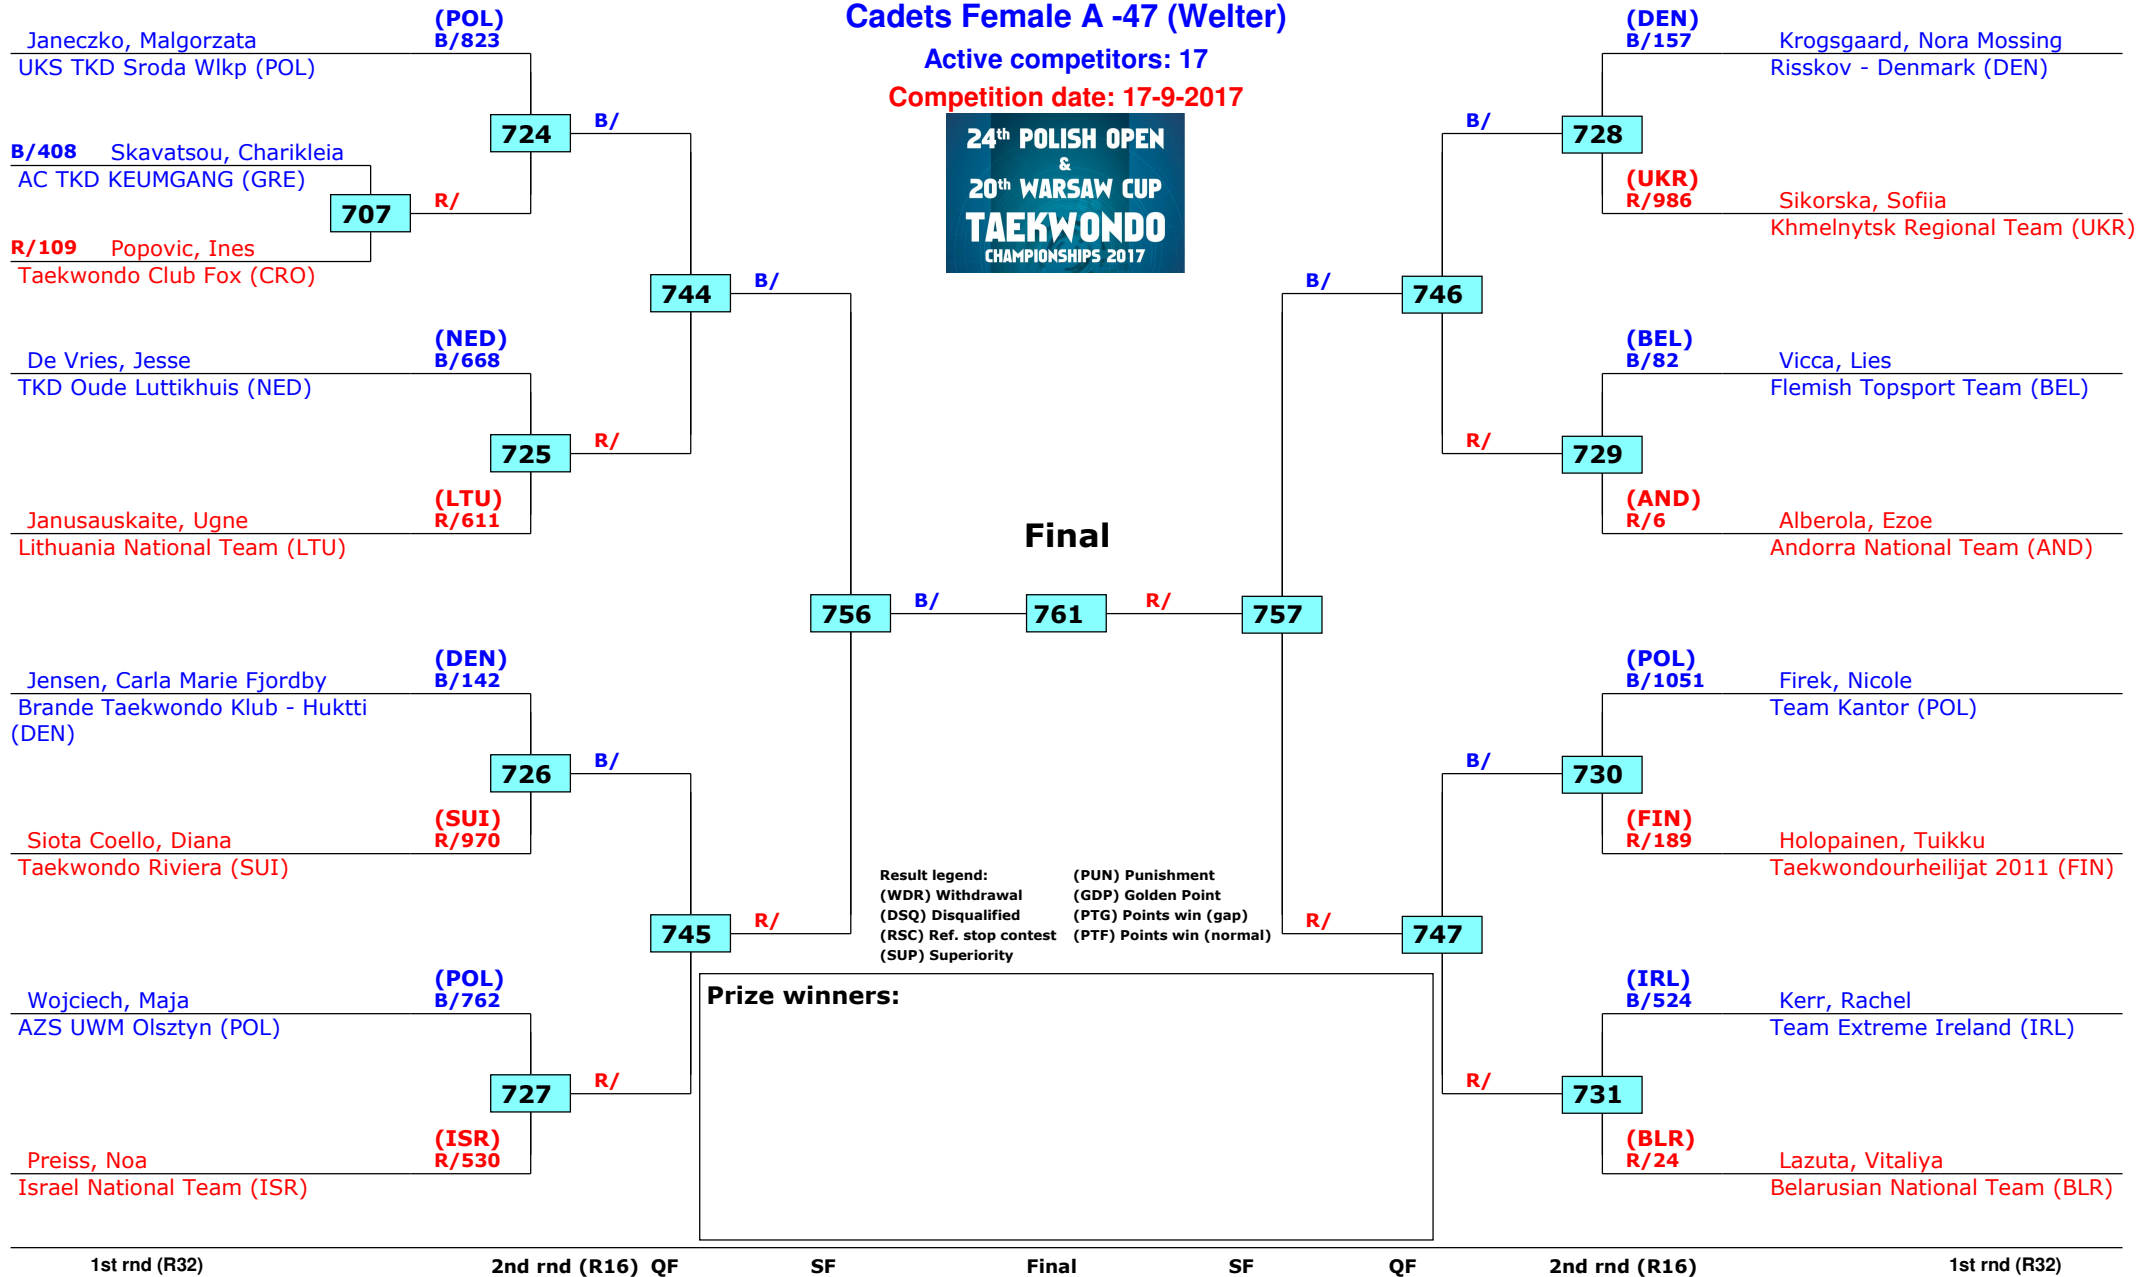 Cadets Female A -47 (Welter)
Active competitors: 17
Competition date: 17-9-2017
24th POLISH OPEN
&
20th WARSAW CUP
TAEKWONDO
CHAMPIONSHIPS 2017
(POL)
Janeczko, Malgorzata B/823
UKS TKD Sroda Wlkp (POL)
724
B/
B/408 Skavatsou, Charikleia
AC TKD KEUMGANG (GRE)
707
R/
R/109 Popovic, Ines
Taekwondo Club Fox (CRO)
744
B/
(NED)
De Vries, Jesse B/668
TKD Oude Luttikhuis (NED)
725
R/
(LTU)
Janusauskaite, Ugne R/611
Lithuania National Team (LTU)
756
B/
(DEN)
Jensen, Carla Marie Fjordby B/142
Brande Taekwondo Klub - Huktti
(DEN)
726
B/
(SUI)
Siota Coello, Diana R/970
Taekwondo Riviera (SUI)
745
R/
(POL)
Wojciech, Maja B/762
AZS UWM Olsztyn (POL)
727
R/
(ISR)
Preiss, Noa R/530
Israel National Team (ISR)
Final
761
R/
757
(DEN)
B/157 Krogsgaard, Nora Mossing
Risskov - Denmark (DEN)
B/
728
(UKR)
R/986 Sikorska, Sofiia
Khmelnytsk Regional Team (UKR)
B/
746
(BEL)
B/82 Vicca, Lies
Flemish Topsport Team (BEL)
R/
729
(AND)
R/6 Alberola, Ezoe
Andorra National Team (AND)
(POL)
B/1051 Firek, Nicole
Team Kantor (POL)
B/
730
(FIN)
R/189 Holopainen, Tuikku
Taekwondourheilijat 2011 (FIN)
R/
747
(IRL)
B/524 Kerr, Rachel
Team Extreme Ireland (IRL)
R/
731
(BLR)
R/24 Lazuta, Vitaliya
Belarusian National Team (BLR)
Result legend: (PUN) Punishment
(WDR) Withdrawal (GDP) Golden Point
(DSQ) Disqualified (PTG) Points win (gap)
(RSC) Ref. stop contest (PTF) Points win (normal)
(SUP) Superiority
Prize winners:
1st rnd (R32) 2nd rnd (R16) QF SF Final SF QF 2nd rnd (R16) 1st rnd (R32)